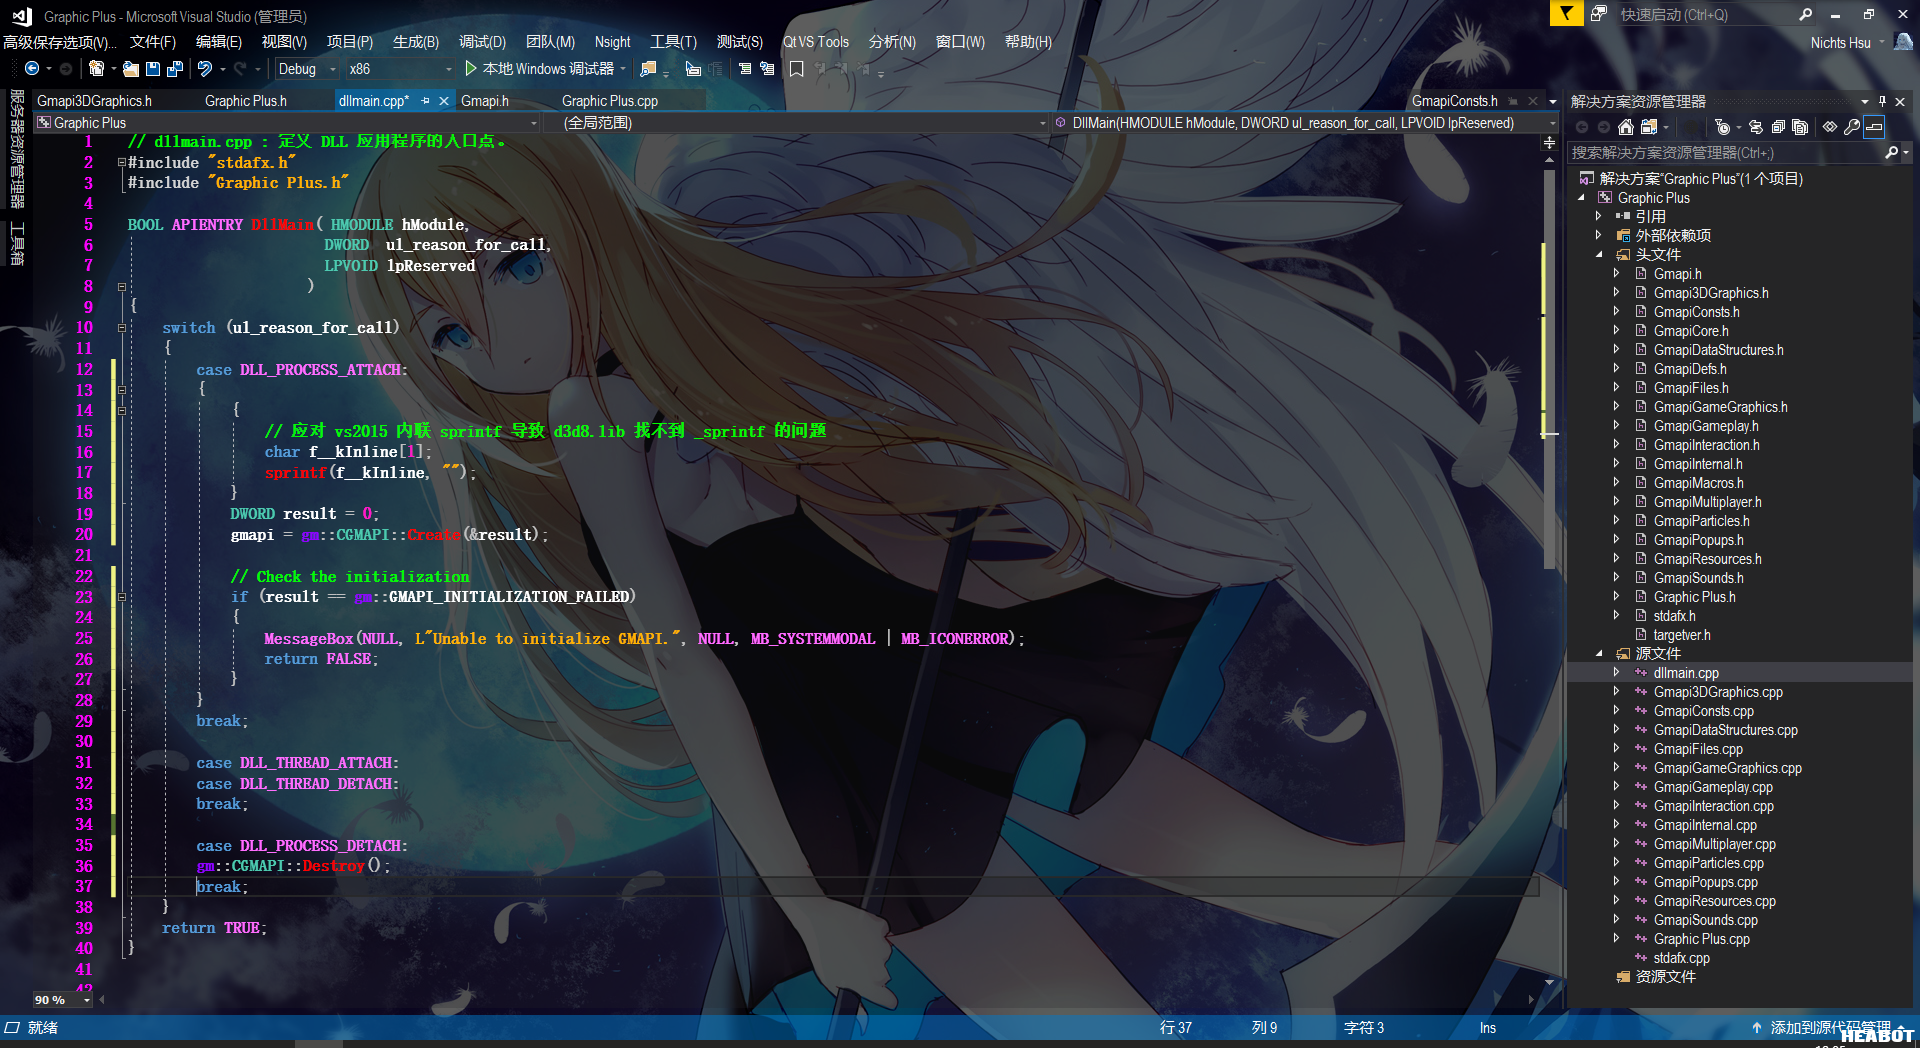 Graphic Plus - Microsoft Visual Studio (管理员)
快速启动 (Ctrl+Q)
高级保存选项(V)... 文件(F) 编辑(E) 视图(V) 项目(P) 生成(B) 调试(D) 团队(M) Nsight 工具(T) 测试(S) Qt VS Tools 分析(N) 窗口(W) 帮助(H)
Nichts Hsu
Debug x86 本地 Windows 调试器
服务器资源管理器
工具箱
Gmapi3DGraphics.h Graphic Plus.h dllmain.cpp* Gmapi.h Graphic Plus.cpp GmapiConsts.h
Graphic Plus (全局范围) DllMain(HMODULE hModule, DWORD ul_reason_for_call, LPVOID lpReserved)
1 // dllmain.cpp : 定义 DLL 应用程序的入口点。
2 #include "stdafx.h"
3 #include "Graphic Plus.h"
4
5 BOOL APIENTRY DllMain( HMODULE hModule,
6 DWORD ul_reason_for_call,
7 LPVOID lpReserved
8 )
9 {
10 switch (ul_reason_for_call)
11 {
12 case DLL_PROCESS_ATTACH:
13 {
14 {
15 // 应对 vs2015 内联 sprintf 导致 d3d8.lib 找不到 _sprintf 的问题
16 char f__kInline[1];
17 sprintf(f__kInline, "");
18 }
19 DWORD result = 0;
20 gmapi = gm::CGMAPI::Create(&result);
21
22 // Check the initialization
23 if (result == gm::GMAPI_INITIALIZATION_FAILED)
24 {
25 MessageBox(NULL, L"Unable to initialize GMAPI.", NULL, MB_SYSTEMMODAL | MB_ICONERROR);
26 return FALSE;
27 }
28 }
29 break;
30
31 case DLL_THREAD_ATTACH:
32 case DLL_THREAD_DETACH:
33 break;
34
35 case DLL_PROCESS_DETACH:
36 gm::CGMAPI::Destroy();
37 break;
38 }
39 return TRUE;
40 }
41
42
90 %
解决方案资源管理器
搜索解决方案资源管理器(Ctrl+;)
解决方案"Graphic Plus"(1 个项目)
Graphic Plus
引用
外部依赖项
头文件
Gmapi.h
Gmapi3DGraphics.h
GmapiConsts.h
GmapiCore.h
GmapiDataStructures.h
GmapiDefs.h
GmapiFiles.h
GmapiGameGraphics.h
GmapiGameplay.h
GmapiInteraction.h
GmapiInternal.h
GmapiMacros.h
GmapiMultiplayer.h
GmapiParticles.h
GmapiPopups.h
GmapiResources.h
GmapiSounds.h
Graphic Plus.h
stdafx.h
targetver.h
源文件
dllmain.cpp
Gmapi3DGraphics.cpp
GmapiConsts.cpp
GmapiDataStructures.cpp
GmapiFiles.cpp
GmapiGameGraphics.cpp
GmapiGameplay.cpp
GmapiInteraction.cpp
GmapiInternal.cpp
GmapiMultiplayer.cpp
GmapiParticles.cpp
GmapiPopups.cpp
GmapiResources.cpp
GmapiSounds.cpp
Graphic Plus.cpp
stdafx.cpp
资源文件
就绪 行 37 列 9 字符 3 Ins 添加到源代码管理
HEABOT